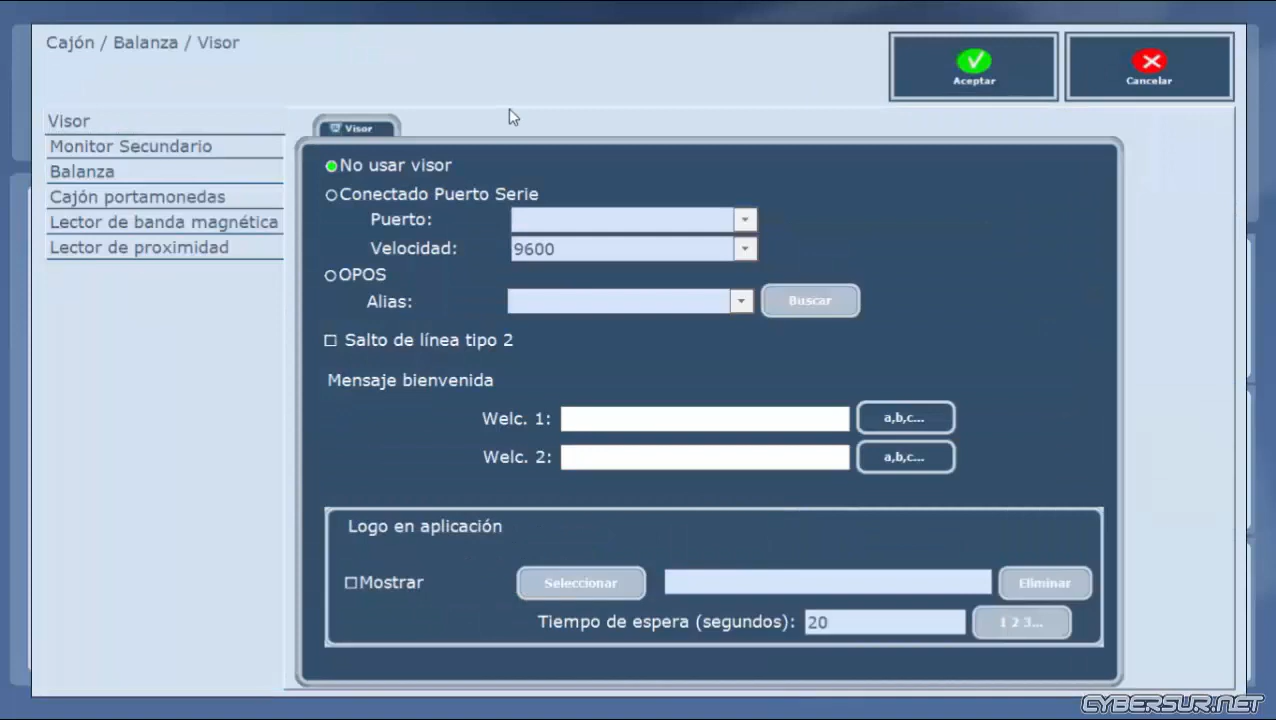 Cajón / Balanza / Visor
Aceptar
Cancelar
Visor
Monitor Secundario
Balanza
Cajón portamonedas
Lector de banda magnética
Lector de proximidad
Visor
No usar visor
Conectado Puerto Serie
Puerto:
Velocidad: 9600
OPOS
Alias: Buscar
Salto de línea tipo 2
Mensaje bienvenida
Welc. 1: a,b,c...
Welc. 2: a,b,c...
Logo en aplicación
Mostrar Seleccionar Eliminar
Tiempo de espera (segundos): 20 1 2 3...
CYBERSUR.NET